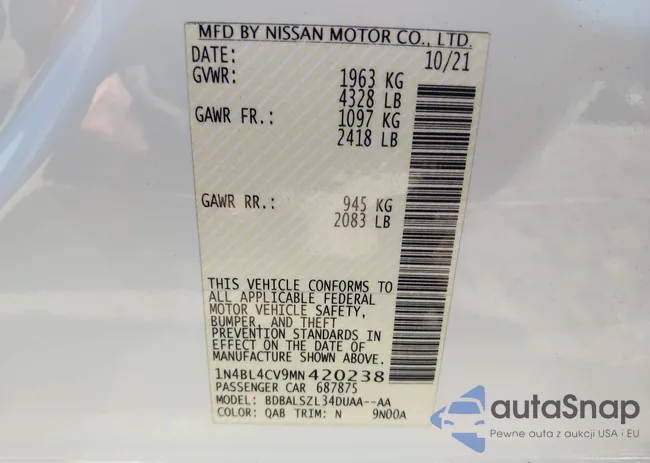 MFD BY NISSAN MOTOR CO., LTD.
DATE: 10/21
GVWR: 1963 KG
4328 LB
GAWR FR.: 1097 KG
2418 LB
GAWR RR.: 945 KG
2083 LB
THIS VEHICLE CONFORMS TO
ALL APPLICABLE FEDERAL
MOTOR VEHICLE SAFETY,
BUMPER, AND THEFT
PREVENTION STANDARDS IN
EFFECT ON THE DATE OF
MANUFACTURE SHOWN ABOVE.
1N4BL4CV9MN420238
PASSENGER CAR 687875
MODEL: BDBALSZL34DUAA--AA
COLOR: QAB TRIM: N 9N00A
autoSnap
Pewne auta z aukcji USA i EU